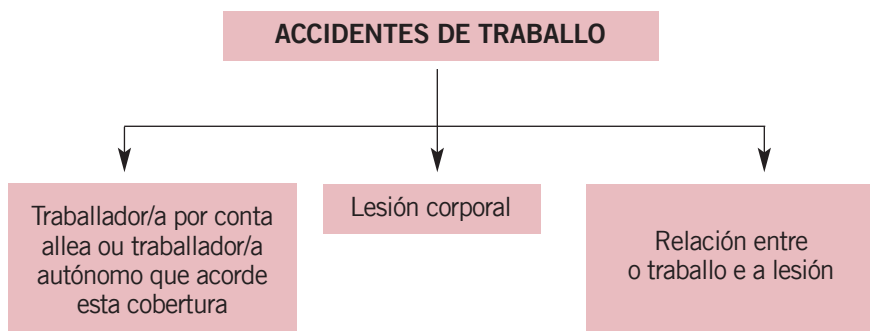 ACCIDENTES DE TRABALLO
Traballador/a por conta
allea ou traballador/a
autónomo que acorde
esta cobertura
Lesión corporal
Relación entre
o traballo e a lesión